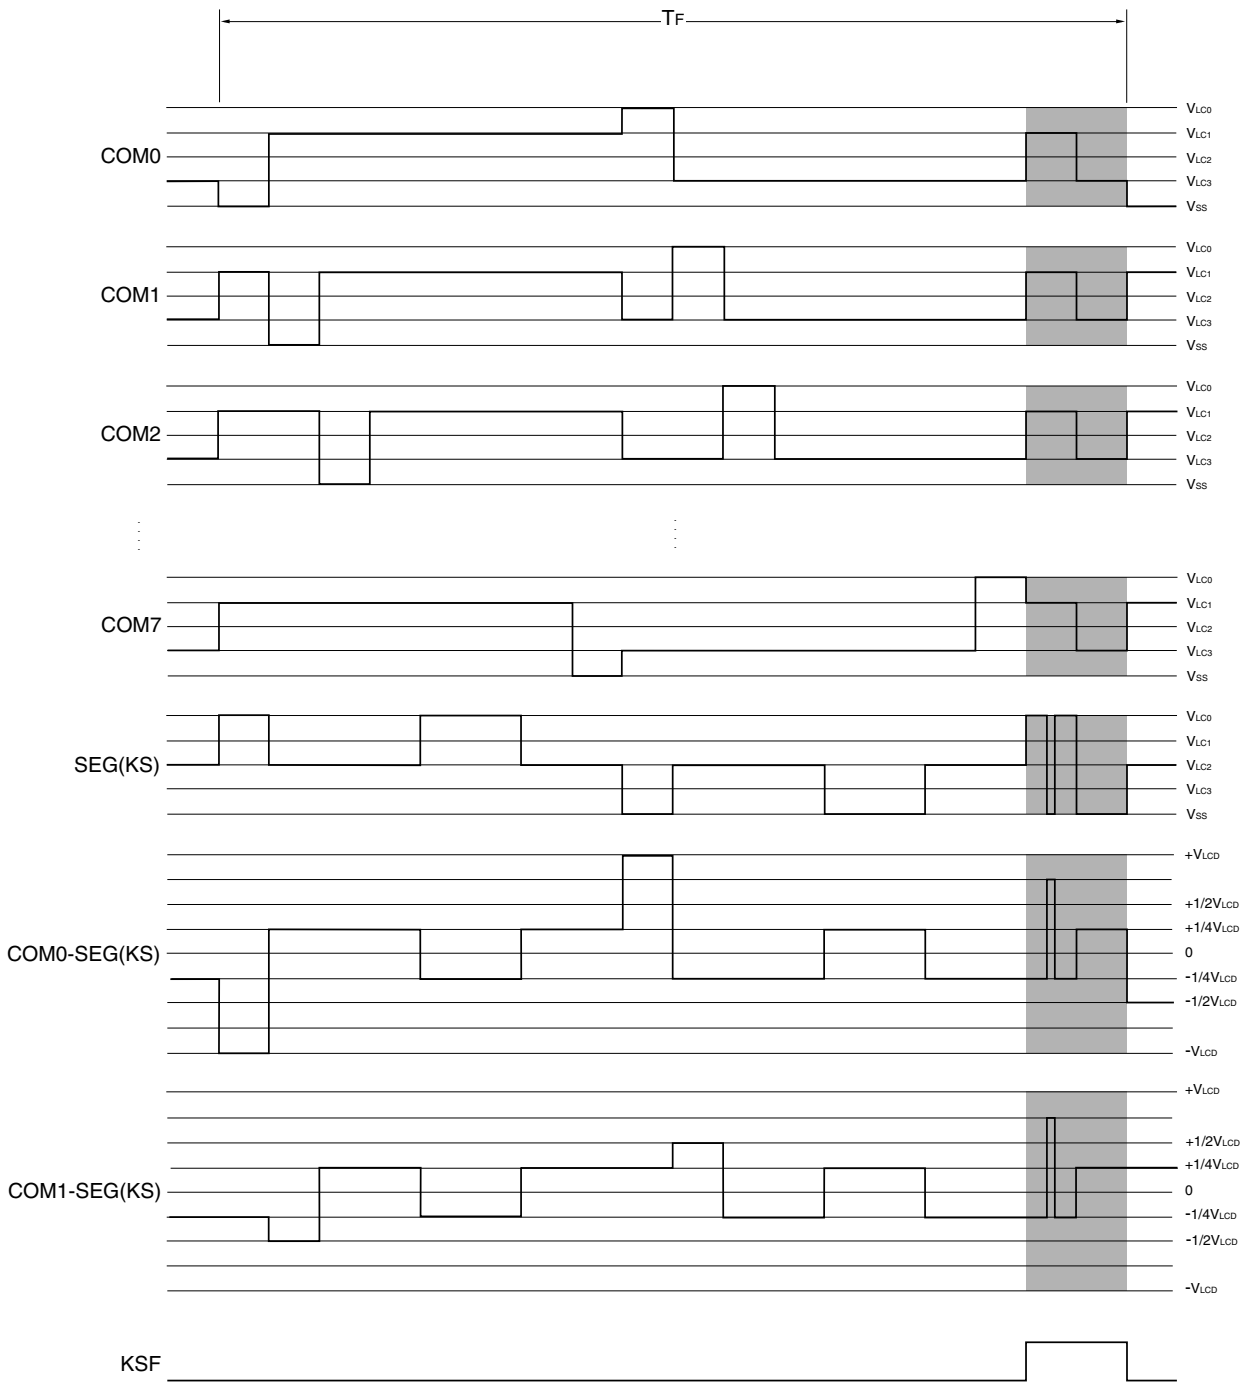 TF
COM0
VLC0
VLC1
VLC2
VLC3
VSS
COM1
VLC0
VLC1
VLC2
VLC3
VSS
COM2
VLC0
VLC1
VLC2
VLC3
VSS
COM7
VLC0
VLC1
VLC2
VLC3
VSS
SEG(KS)
VLC0
VLC1
VLC2
VLC3
VSS
COM0-SEG(KS)
+VLCD
+1/2VLCD
+1/4VLCD
0
-1/4VLCD
-1/2VLCD
-VLCD
COM1-SEG(KS)
+VLCD
+1/2VLCD
+1/4VLCD
0
-1/4VLCD
-1/2VLCD
-VLCD
KSF